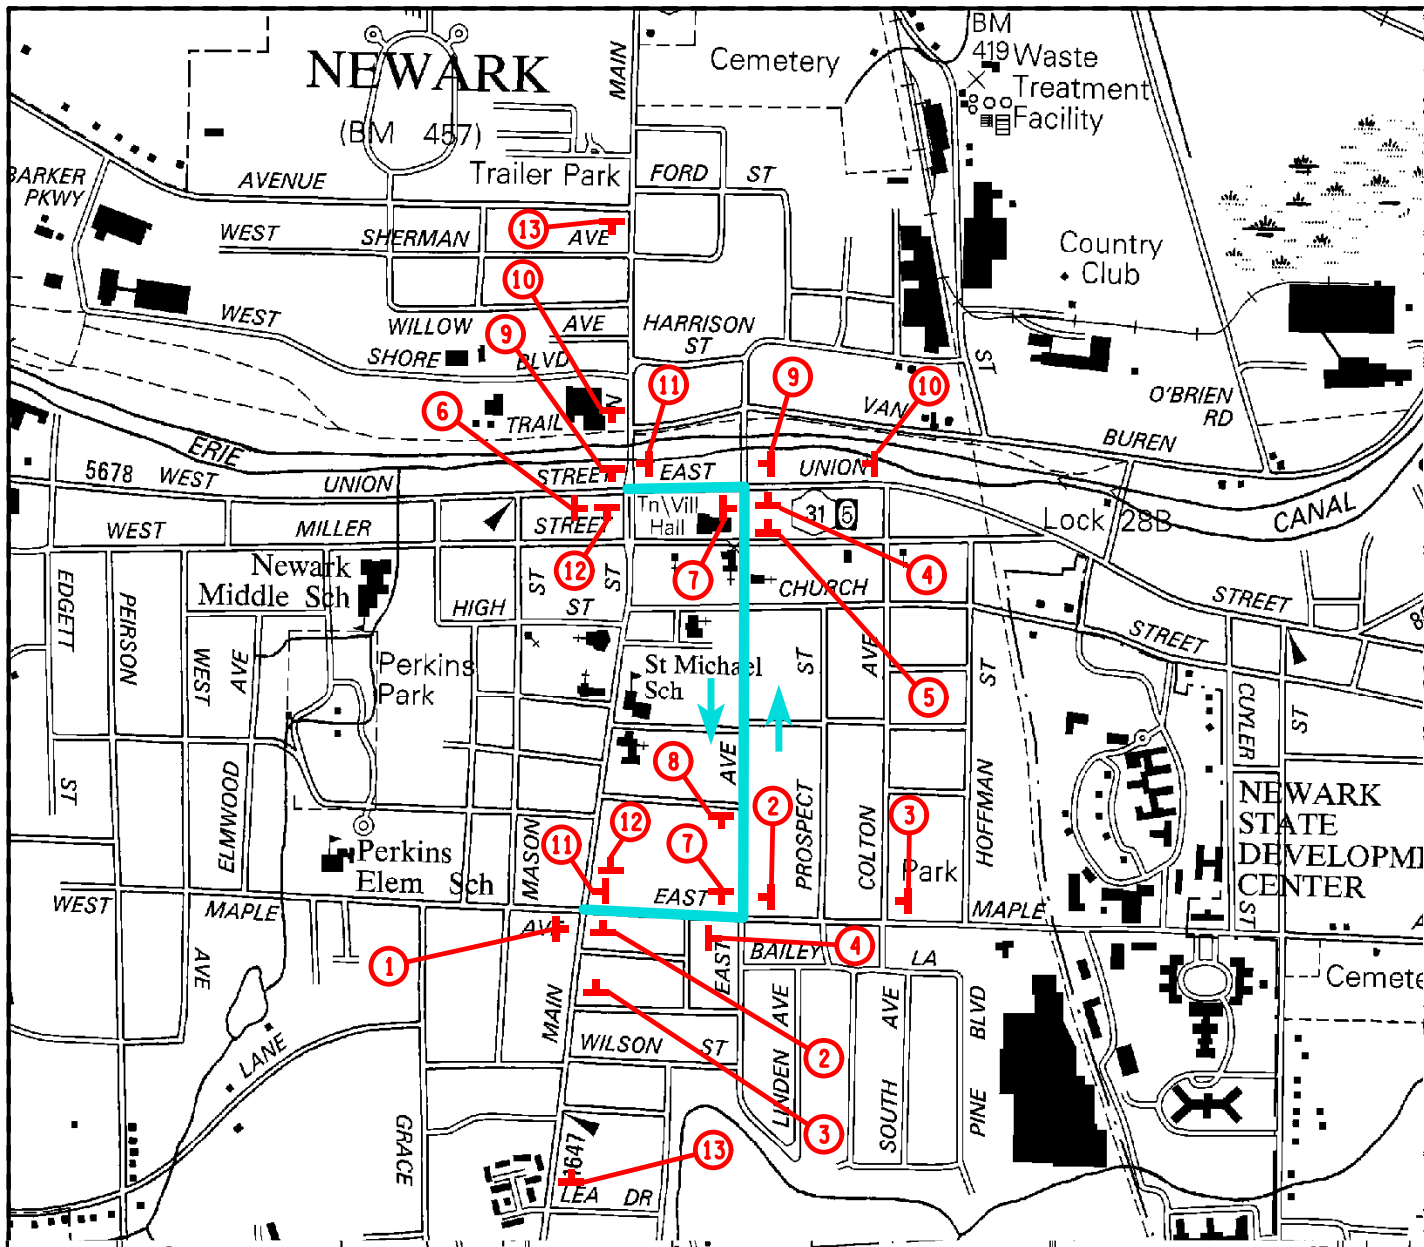 NEWARK
(BM 457)
MAIN
Cemetery
BM
419
Waste
Treatment
Facility
BARKER
PKWY
AVENUE
Trailer Park
FORD ST
WEST SHERMAN AVE
13
10
9
Country
Club
WEST WILLOW AVE
HARRISON
ST
SHORE BLVD
ST
O'BRIEN
RD
6
11
9
10
TRAIL
VAN BUREN
ERIE
CANAL
5678
WEST UNION STREET
EAST UNION
WEST MILLER STREET
Tn\Vill
Hall
31
5
Lock 28B
12
7
4
5
Newark
Middle Sch
HIGH ST
CHURCH
STREET
STREET
EDGETT
ST
PEIRSON
AVE
WEST
AVE
ELMWOOD
ST
ST
Perkins
Park
St Michael
Sch
AVE
ST
AVE
ST
CUYLER
ST
ST
8
2
3
12
11
7
PROSPECT
COLTON
HOFFMAN
MASON
Park
Perkins
Elem Sch
NEWARK
STATE
DEVELOPME
CENTER
WEST MAPLE AVE
EAST MAPLE
A
1
4
BAILEY LA
EAST
Cemete
MAIN
WILSON ST
LINDEN AVE
SOUTH AVE
PINE BLVD
2
3
13
LANE
GRACE
1647
LEA DR